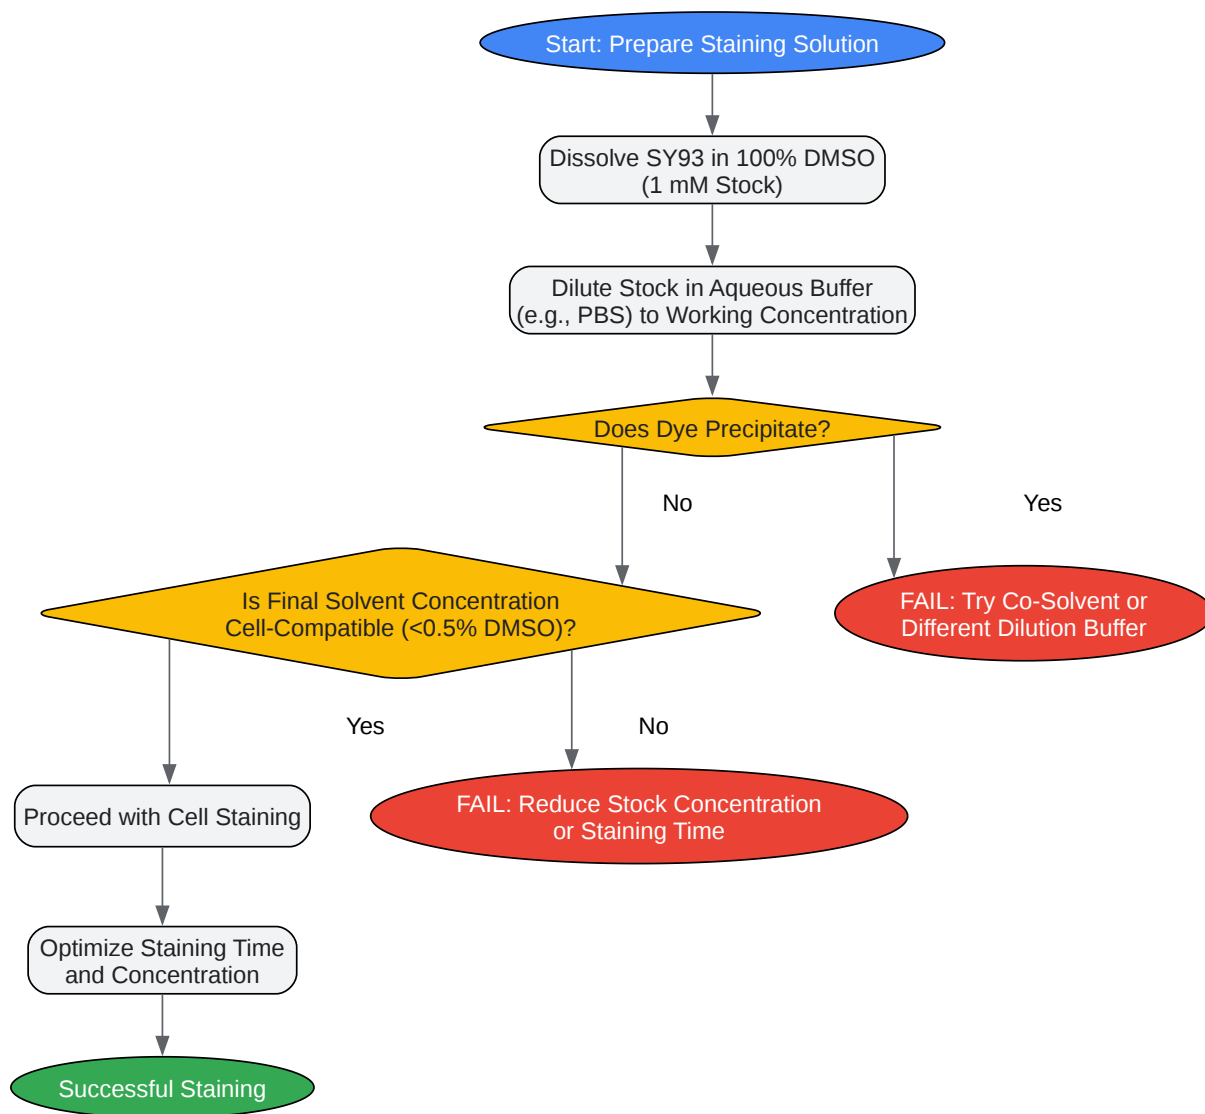 Start: Prepare Staining Solution
Dissolve SY93 in 100% DMSO
(1 mM Stock)
Dilute Stock in Aqueous Buffer
(e.g., PBS) to Working Concentration
Does Dye Precipitate?
No
Yes
Is Final Solvent Concentration
Cell-Compatible (<0.5% DMSO)?
FAIL: Try Co-Solvent or
Different Dilution Buffer
Yes
No
Proceed with Cell Staining
FAIL: Reduce Stock Concentration
or Staining Time
Optimize Staining Time
and Concentration
Successful Staining